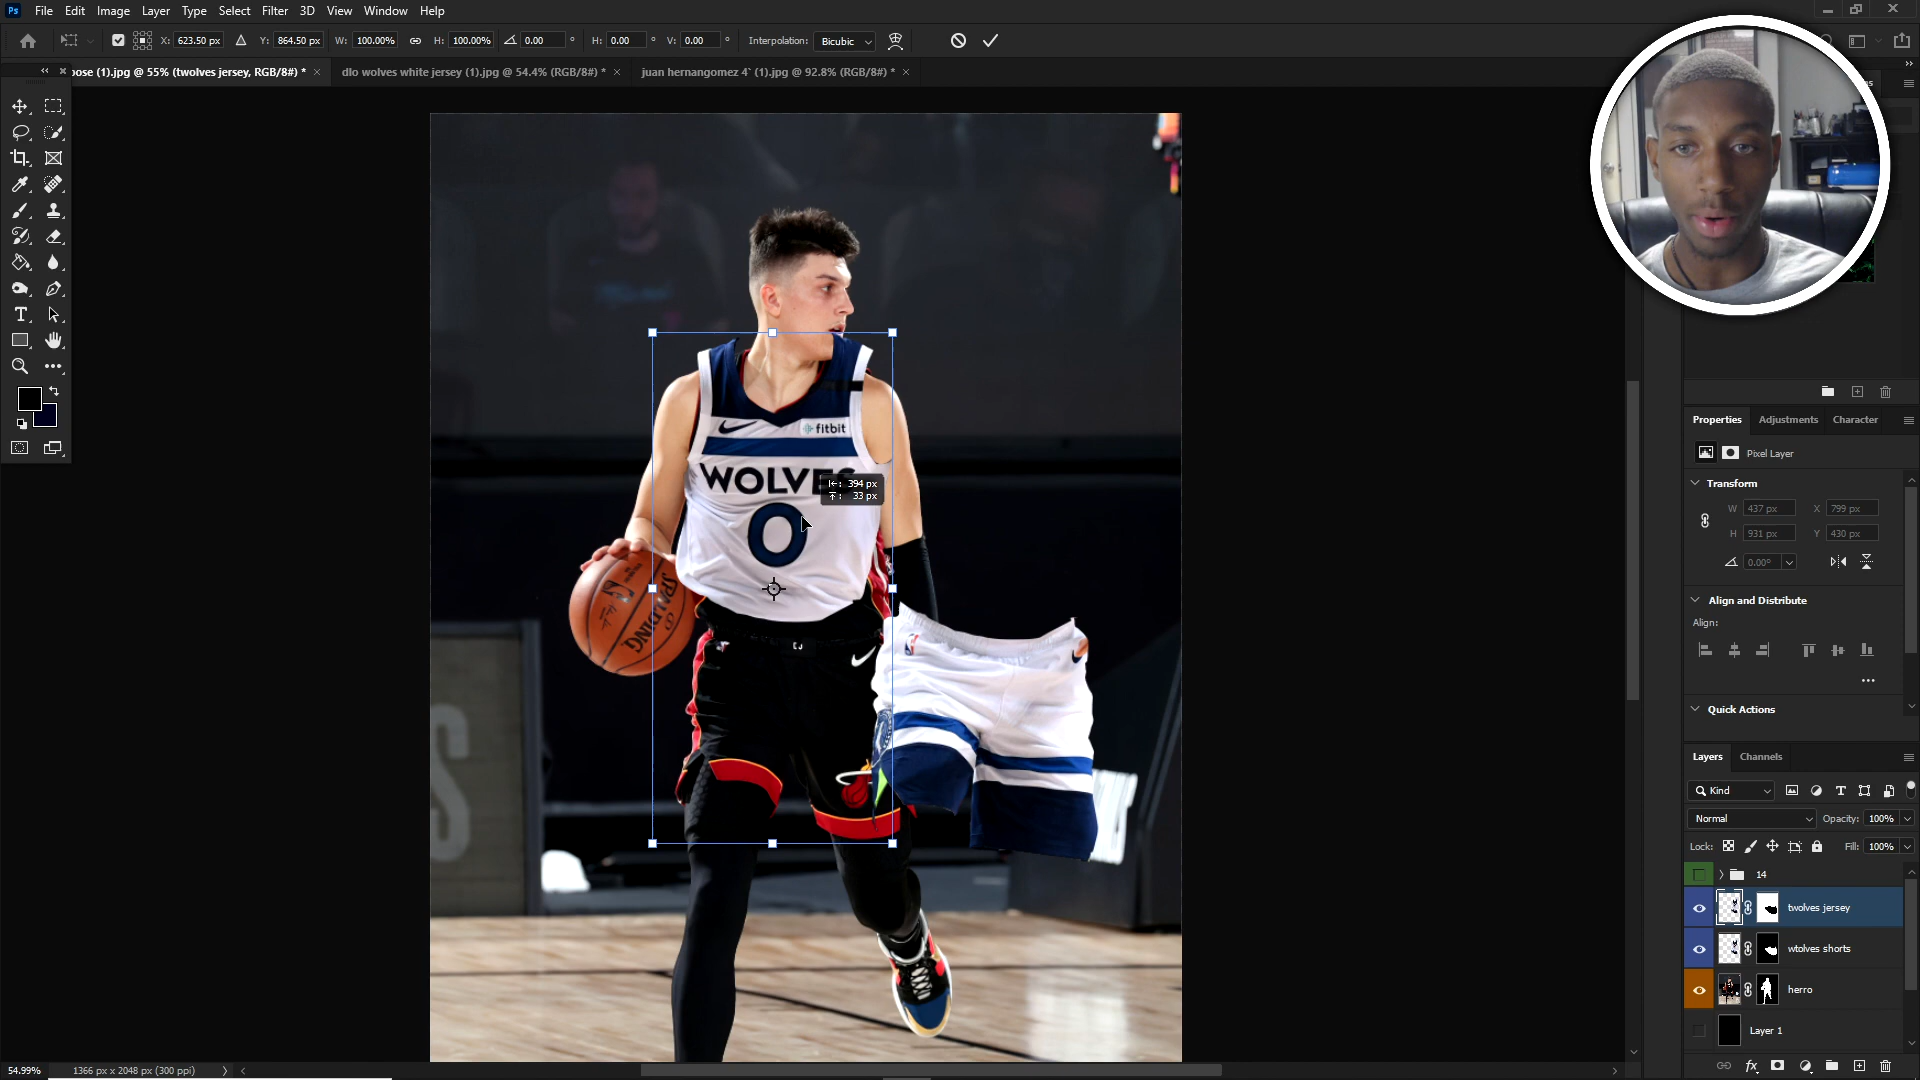 Ps File Edit Image Layer Type Select Filter 3D View Window Help
X: 623.50 px Y: 864.50 px W: 100.00% H: 100.00% 0.00 ° H: 0.00 ° V: 0.00 ° Interpolation: Bicubic
pose (1).jpg @ 55% (twolves jersey, RGB/8#) * × dlo wolves white jersey (1).jpg @ 54.4% (RGB/8#) * × juan hernangomez 4` (1).jpg @ 92.8% (RGB/8#) * ×
fitbit
WOLVES
394 px
33 px
0
SPALDING
Properties Adjustments Character
Pixel Layer
Transform
W 437 px X 799 px
H 931 px Y 430 px
0.00°
Align and Distribute
Align:
Quick Actions
Layers Channels
Kind
Normal Opacity: 100%
Lock: Fill: 100%
14
twolves jersey
wtolves shorts
herro
Layer 1
54.99% 1366 px x 2048 px (300 ppi)